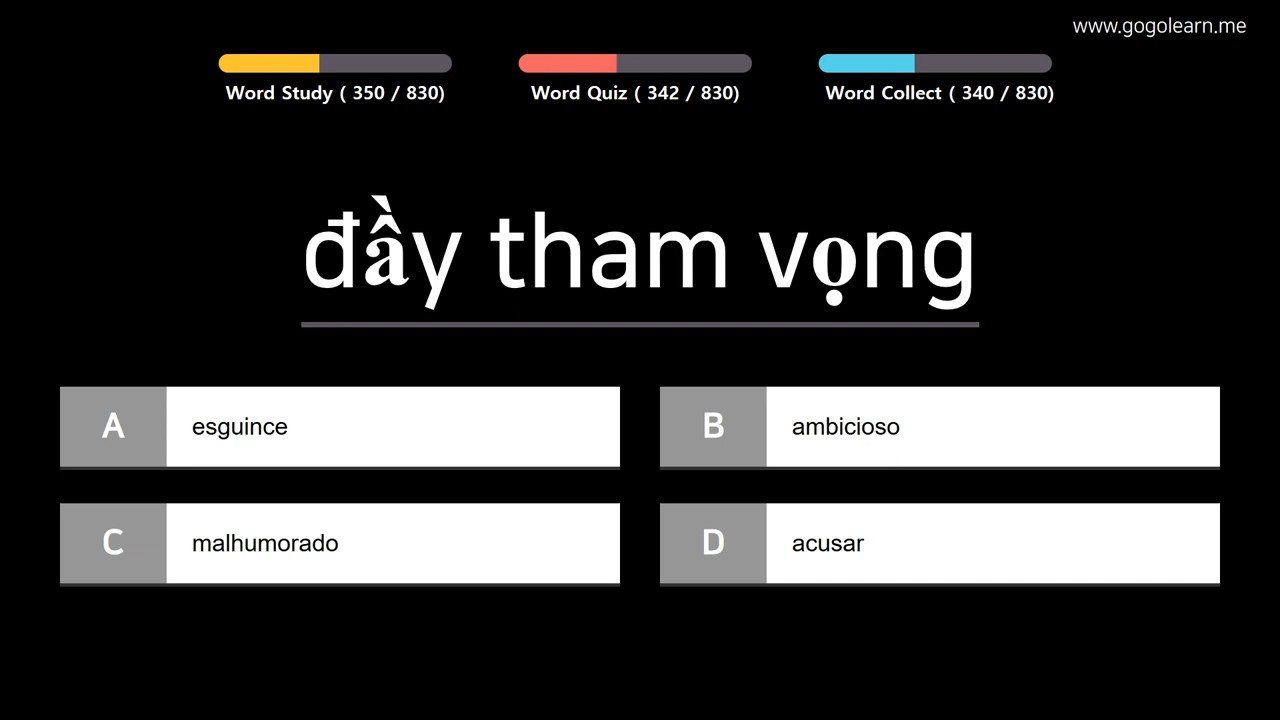 www.gogolearn.me
Word Study ( 350 / 830)
Word Quiz ( 342 / 830)
Word Collect ( 340 / 830)
đầy tham vọng
A esguince
B ambicioso
C malhumorado
D acusar